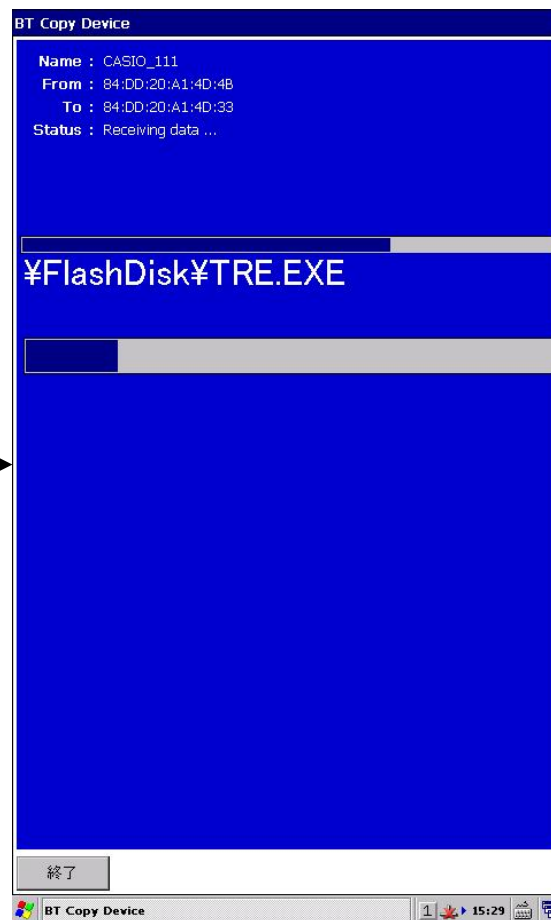 BT Copy Device
Name : CASIO_111
From : 84:DD:20:A1:4D:4B
To : 84:DD:20:A1:4D:33
Status : Receiving data ...
¥FlashDisk¥TRE.EXE
終了
BT Copy Device
1
15:29